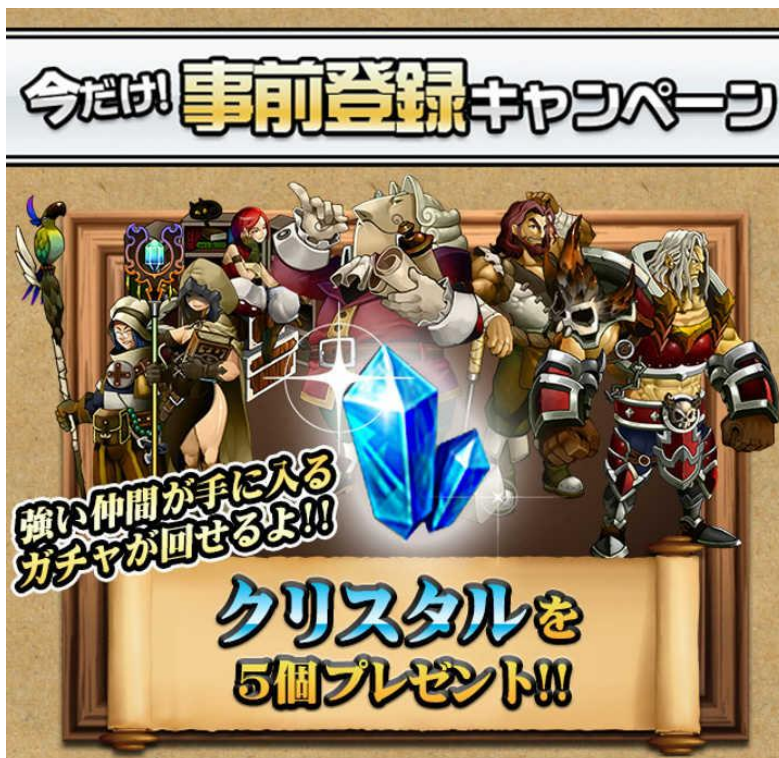 今だけ!事前登録キャンペーン
強い仲間が手に入る
ガチャが回せるよ!!
クリスタルを
5個プレゼント!!